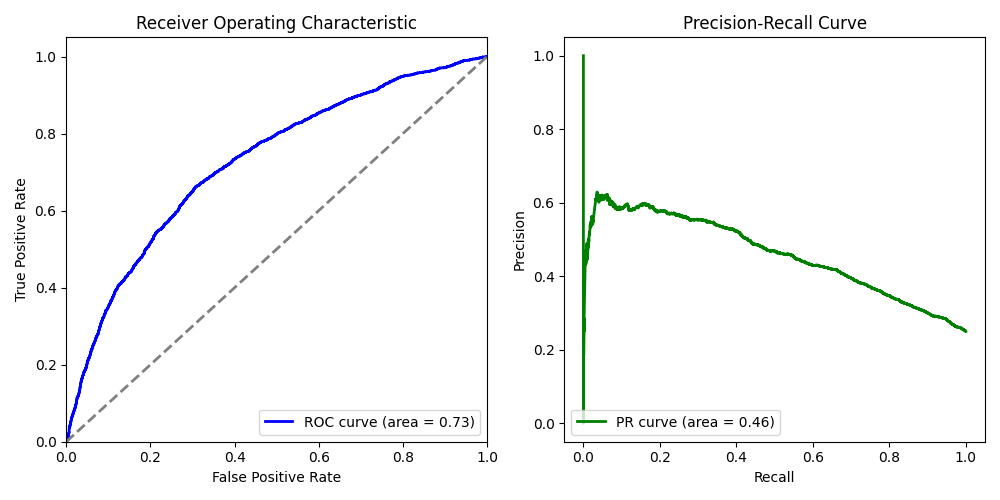 Receiver Operating Characteristic
True Positive Rate
1.0
0.8
0.6
0.4
0.2
0.0
0.0 0.2 0.4 0.6 0.8 1.0
False Positive Rate
ROC curve (area = 0.73)
Precision-Recall Curve
Precision
1.0
0.8
0.6
0.4
0.2
0.0
0.0 0.2 0.4 0.6 0.8 1.0
Recall
PR curve (area = 0.46)